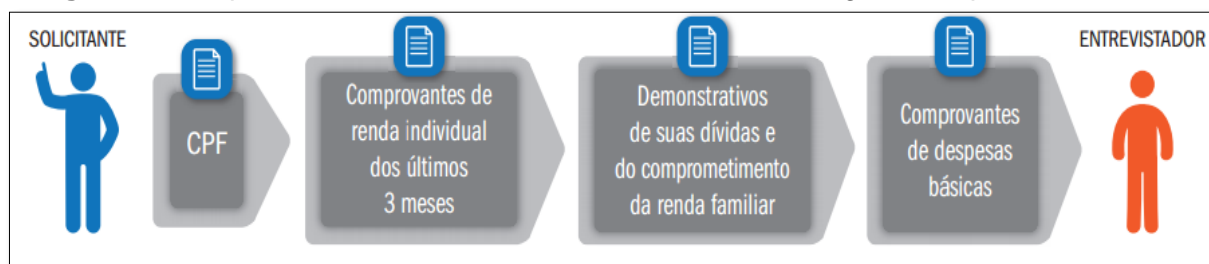 SOLICITANTE
CPF
Comprovantes de
renda individual
dos últimos
3 meses
Demonstrativos
de suas dívidas e
do comprometimento
da renda familiar
Comprovantes
de despesas
básicas
ENTREVISTADOR